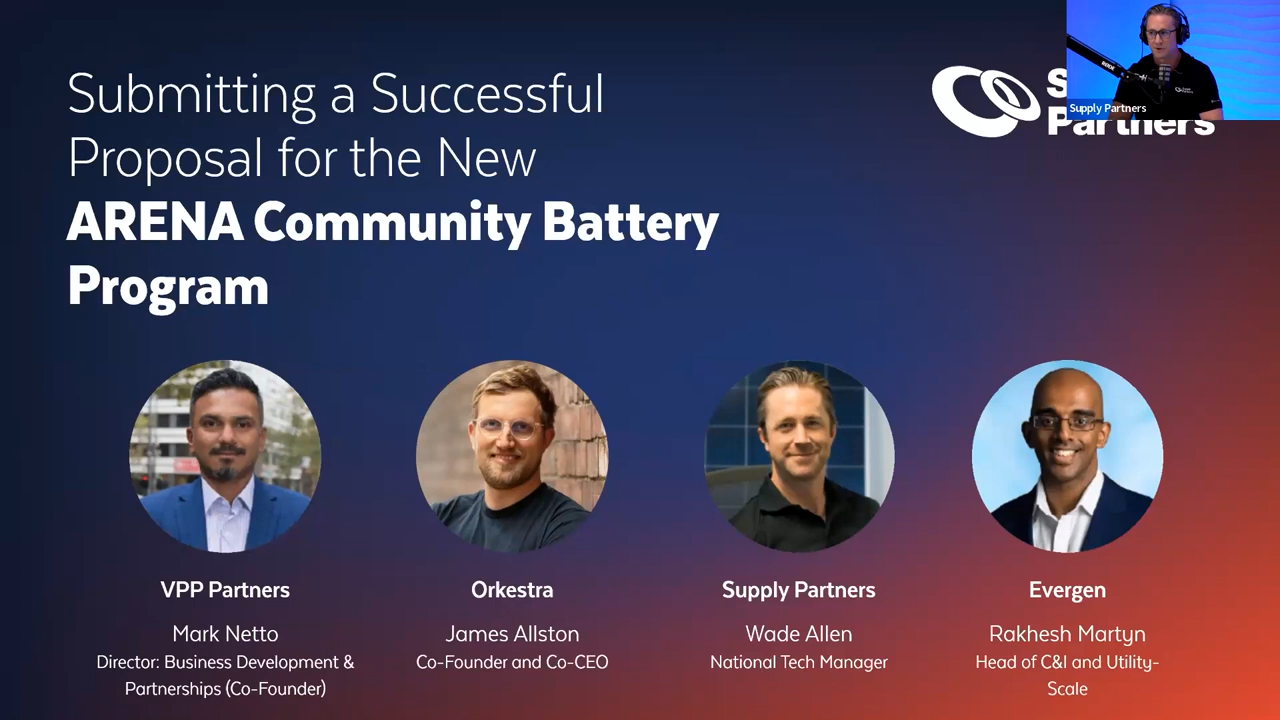 Submitting a Successful
Proposal for the New
ARENA Community Battery
Program
Supply Partners
Partners
RODE
VPP Partners
Mark Netto
Director: Business Development &
Partnerships (Co-Founder)
Orkestra
James Allston
Co-Founder and Co-CEO
Supply Partners
Wade Allen
National Tech Manager
Evergen
Rakhesh Martyn
Head of C&I and Utility-
Scale